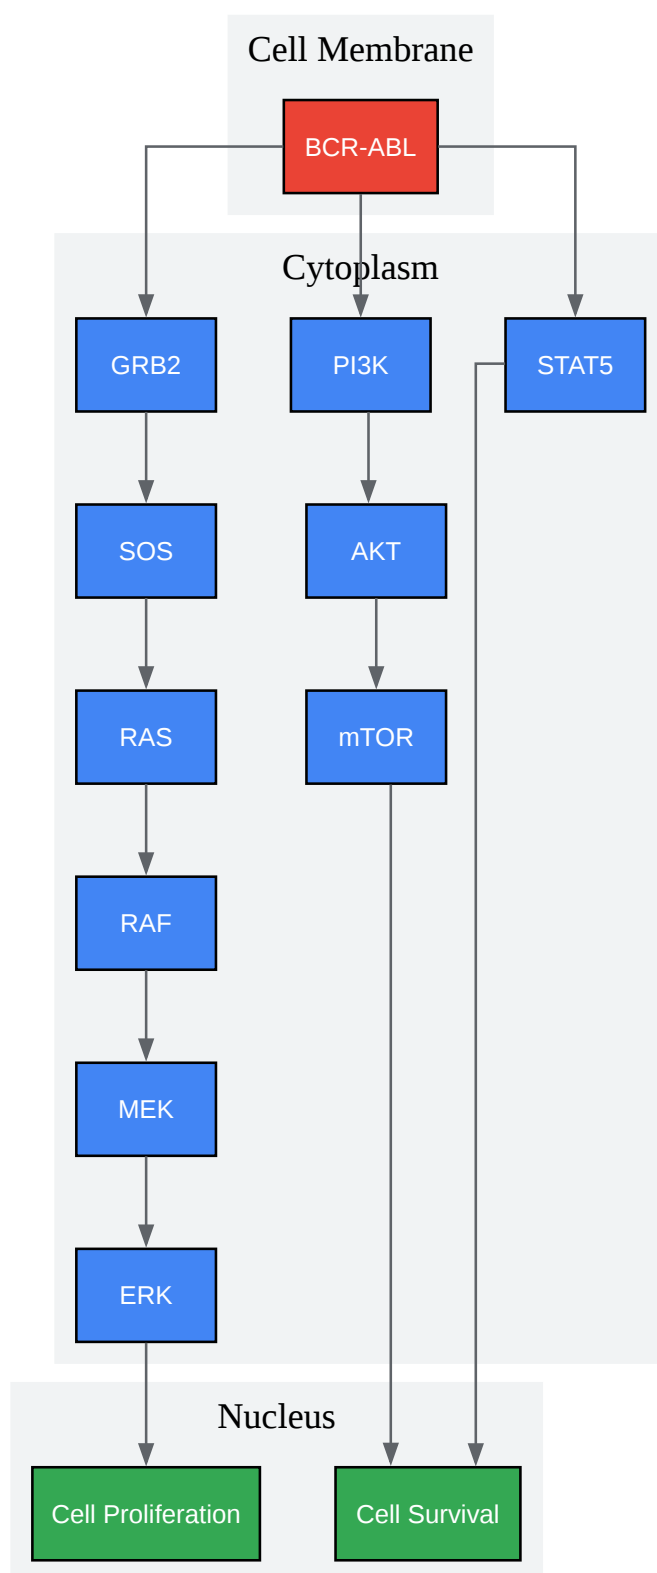 Cell Membrane
BCR-ABL
Cytoplasm
GRB2
PI3K
STAT5
SOS
AKT
RAS
mTOR
RAF
MEK
ERK
Nucleus
Cell Proliferation
Cell Survival